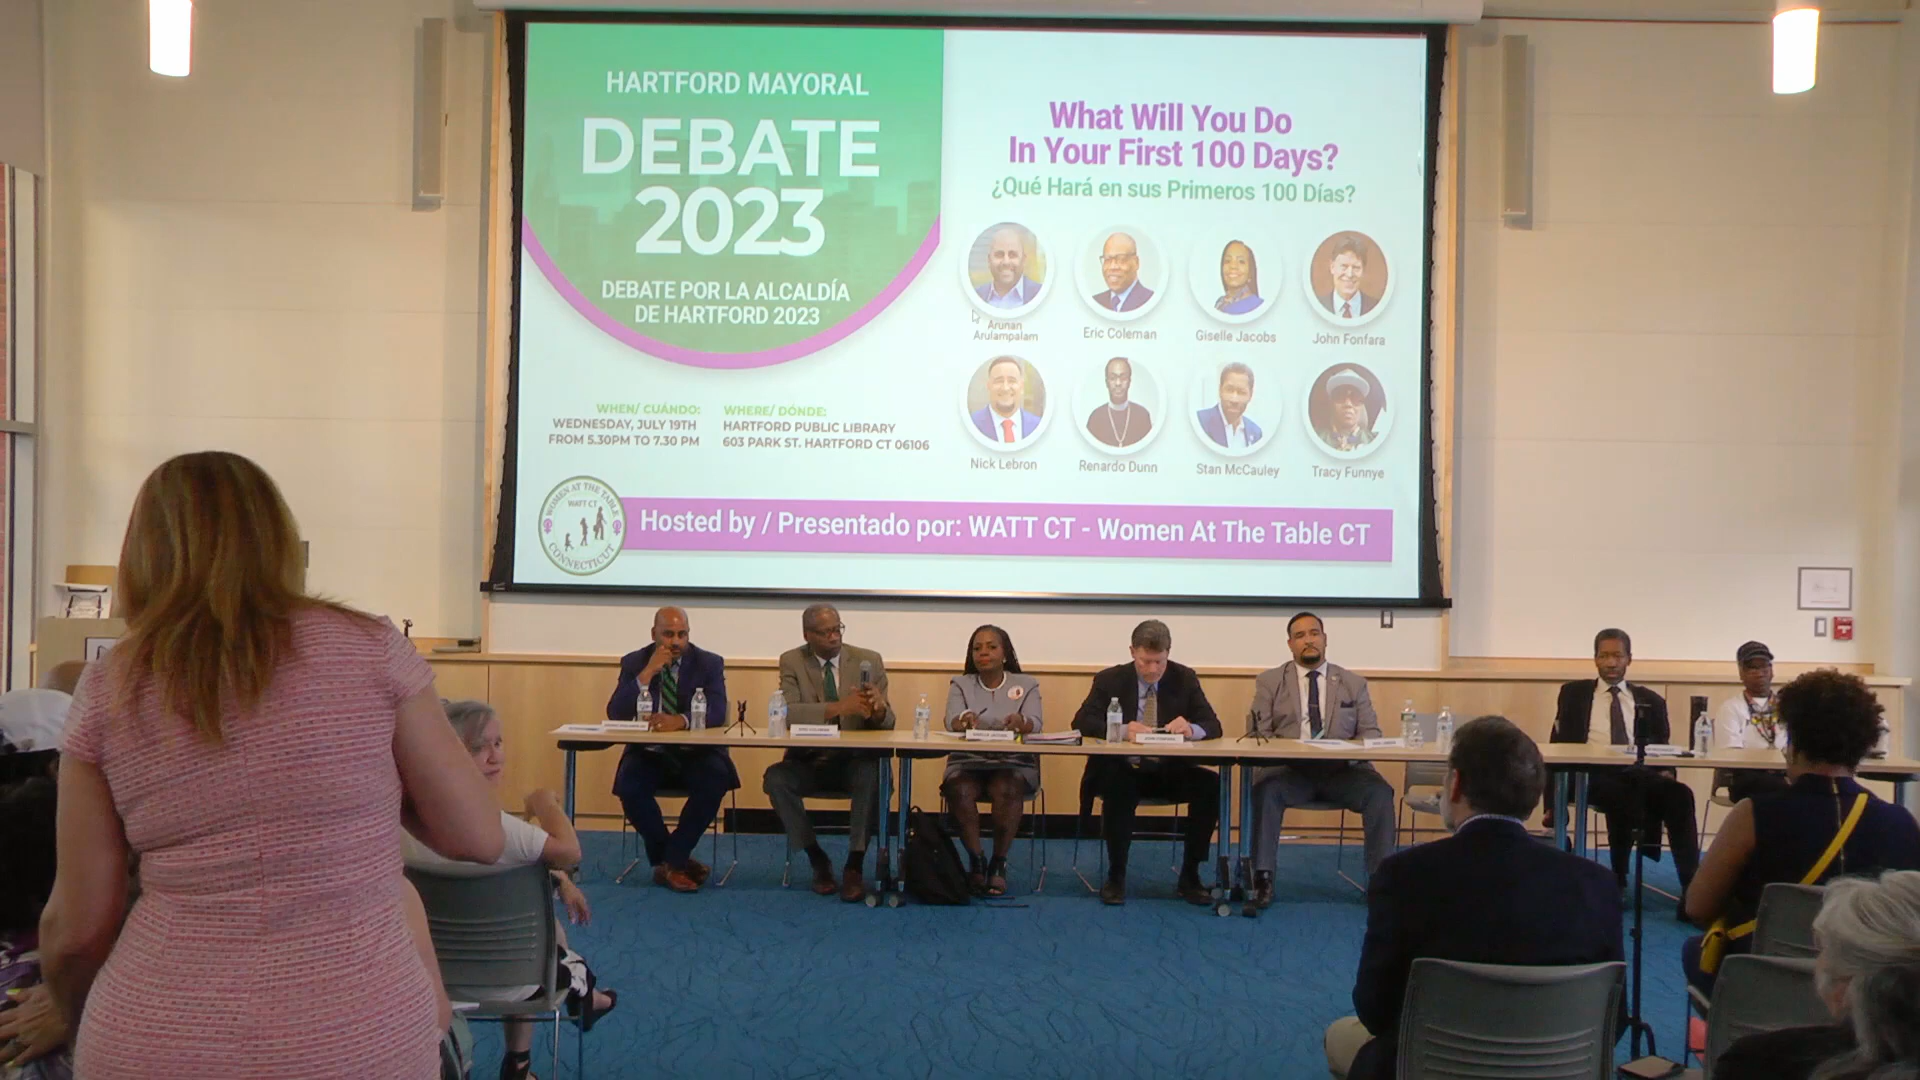 HARTFORD MAYORAL
DEBATE
2023
DEBATE POR LA ALCALDÍA
DE HARTFORD 2023
WHEN/ CUÁNDO:
WEDNESDAY, JULY 19TH
FROM 5.30PM TO 7.30 PM
WHERE/ DÓNDE:
HARTFORD PUBLIC LIBRARY
603 PARK ST. HARTFORD CT 06106
What Will You Do
In Your First 100 Days?
¿Qué Hará en sus Primeros 100 Días?
Arunan
Arulampalam
Eric Coleman
Giselle Jacobs
John Fonfara
Nick Lebron
Renardo Dunn
Stan McCauley
Tracy Funnye
WOMEN AT THE TABLE
WATT CT
CONNECTICUT
Hosted by / Presentado por: WATT CT - Women At The Table CT